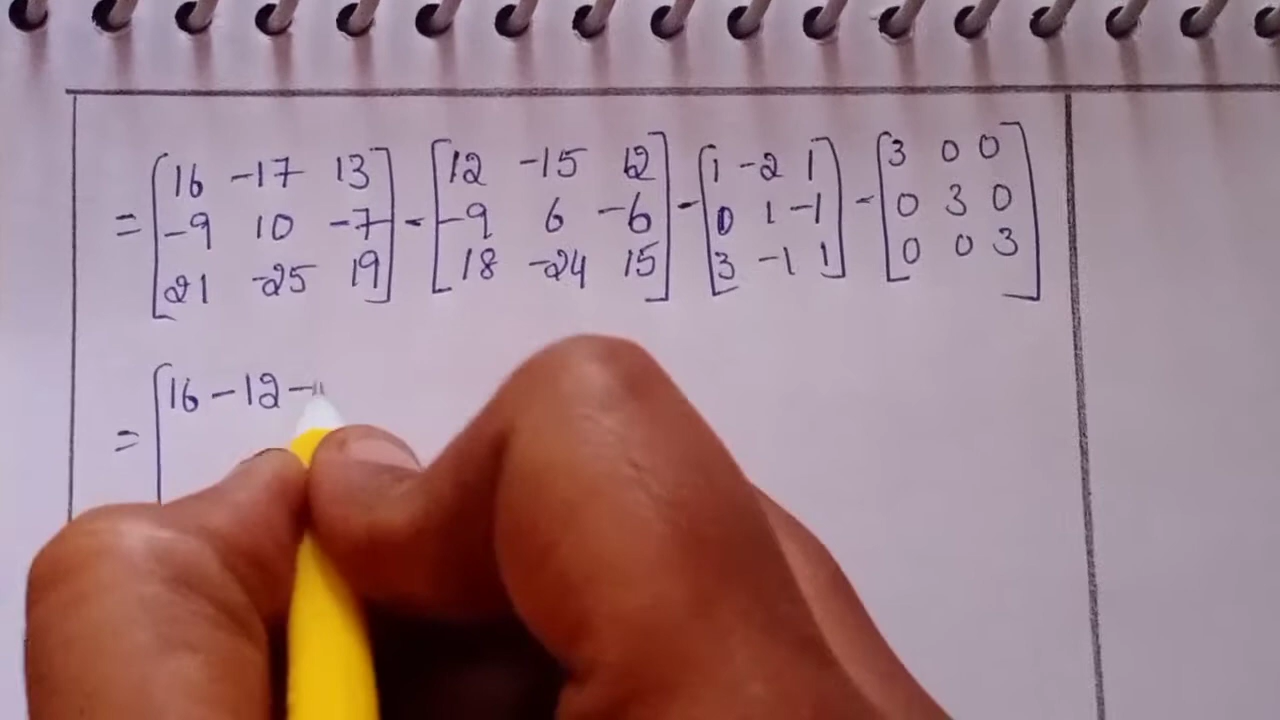 = [16 -17 13] - [12 -15 12] - [1 -2 1] - [3 0 0]
[-9 10 -7] [-9 6 -6] [0 1 -1] [0 3 0]
[21 -25 19] [18 -24 15] [3 -1 1] [0 0 3]
= [16 - 12 -